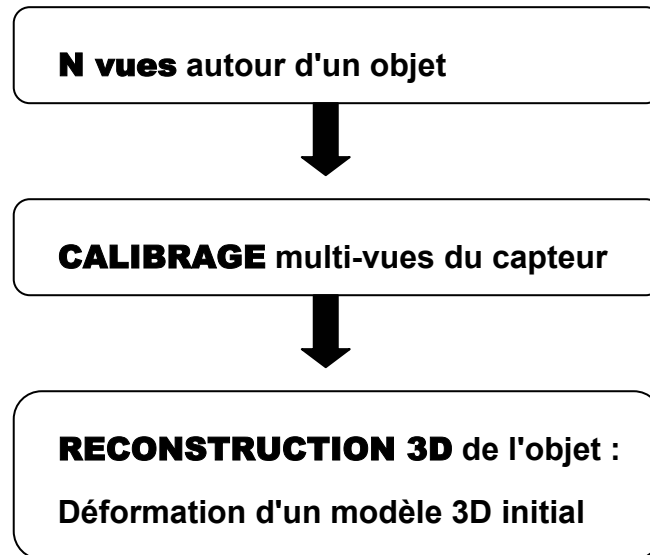 N vues autour d'un objet
CALIBRAGE multi-vues du capteur
RECONSTRUCTION 3D de l'objet :
Déformation d'un modèle 3D initial